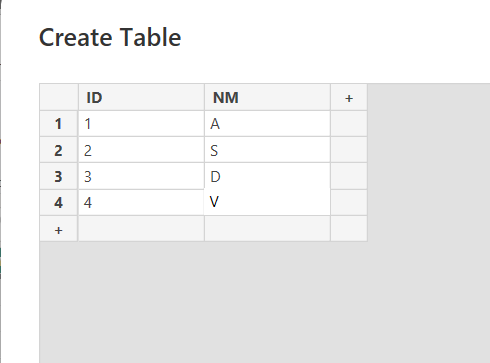 Create Table
ID NM +
1 1 A
2 2 S
3 3 D
4 4 V
+